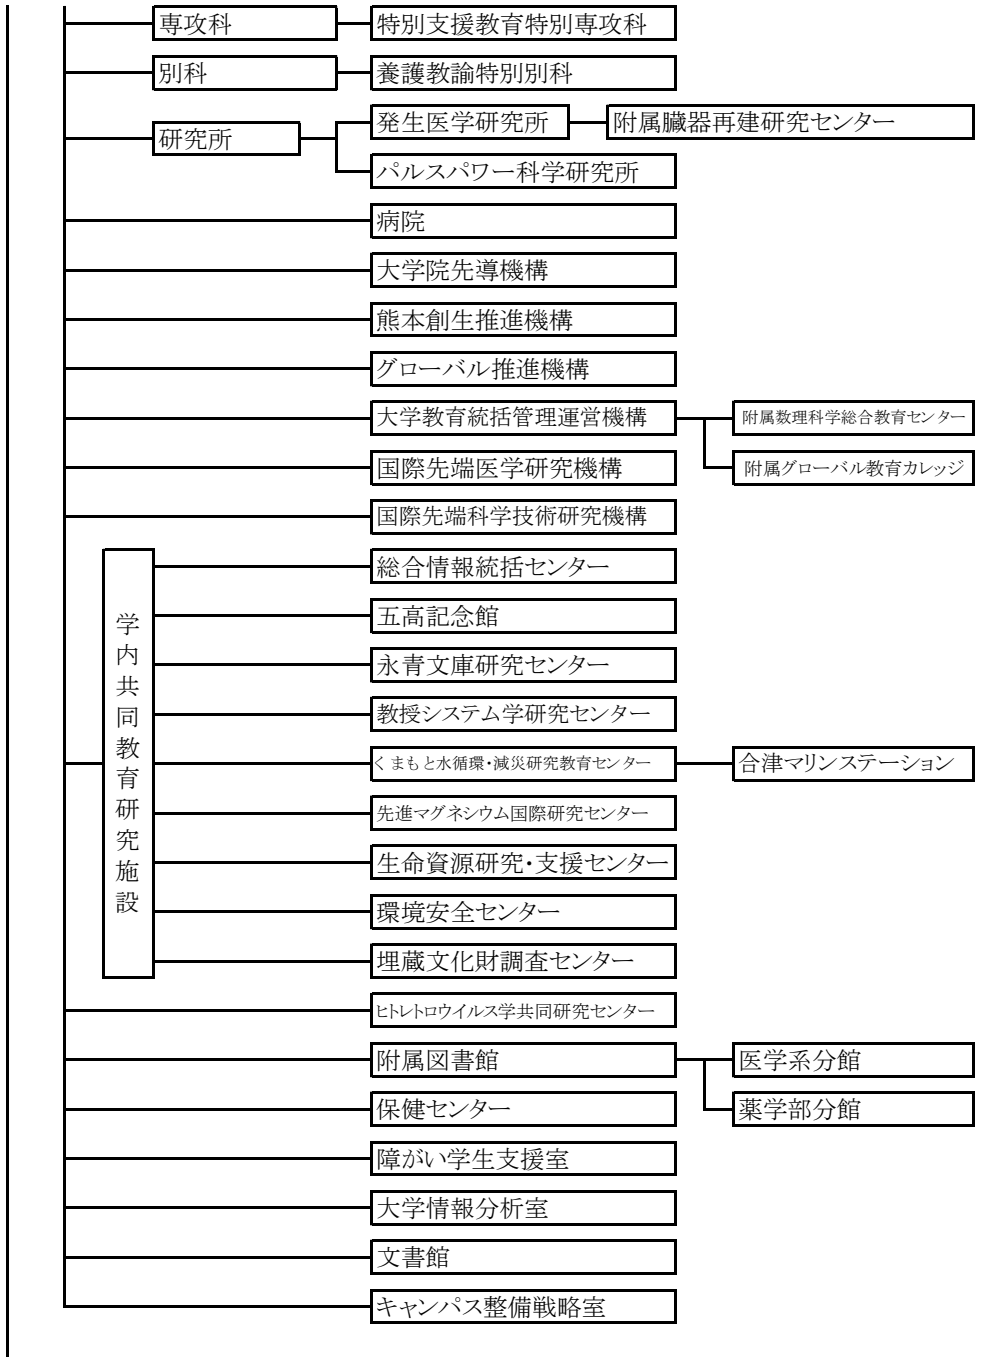 専攻科
特別支援教育特別専攻科
別科
養護教諭特別別科
研究所
発生医学研究所
附属臓器再建研究センター
パルスパワー科学研究所
病院
大学院先導機構
熊本創生推進機構
グローバル推進機構
大学教育統括管理運営機構
附属数理科学総合教育センター
附属グローバル教育カレッジ
国際先端医学研究機構
国際先端科学技術研究機構
学内共同教育研究施設
総合情報統括センター
五高記念館
永青文庫研究センター
教授システム学研究センター
くまもと水循環・減災研究教育センター
合津マリンステーション
先進マグネシウム国際研究センター
生命資源研究・支援センター
環境安全センター
埋蔵文化財調査センター
ヒトレトロウイルス学共同研究センター
附属図書館
医学系分館
薬学部分館
保健センター
障がい学生支援室
大学情報分析室
文書館
キャンパス整備戦略室